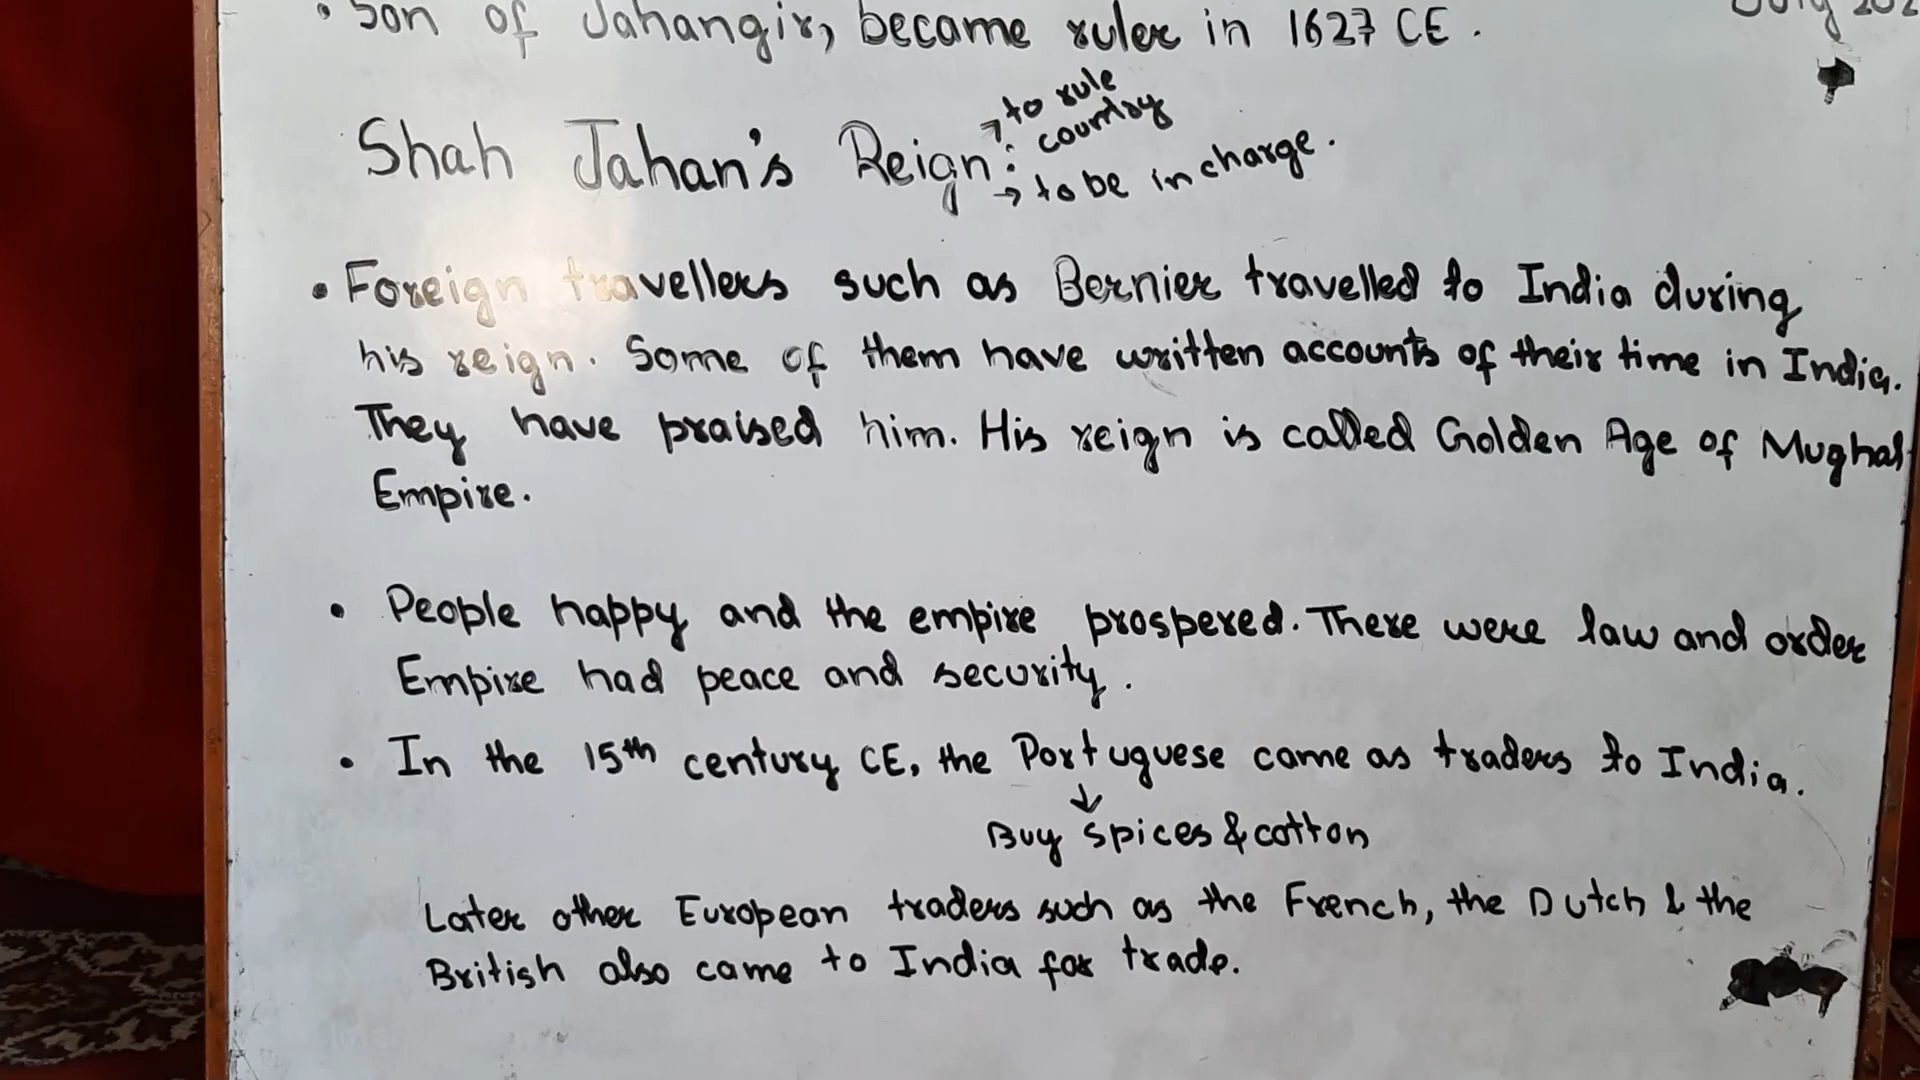 • Son of Jahangir, became ruler in 1627 CE.
July 202
Shah Jahan's Reign :
→ to rule country
→ to be in charge.
• Foreign travellers such as Bernier travelled to India during
his reign. Some of them have written accounts of their time in India.
They have praised him. His reign is called Golden Age of Mughal
Empire.
• People happy and the empire prospered. There were law and order
Empire had peace and security.
• In the 15th century CE, the Portuguese came as traders to India.
↓
Buy spices & cotton
Later other European traders such as the French, the Dutch & the
British also came to India for trade.